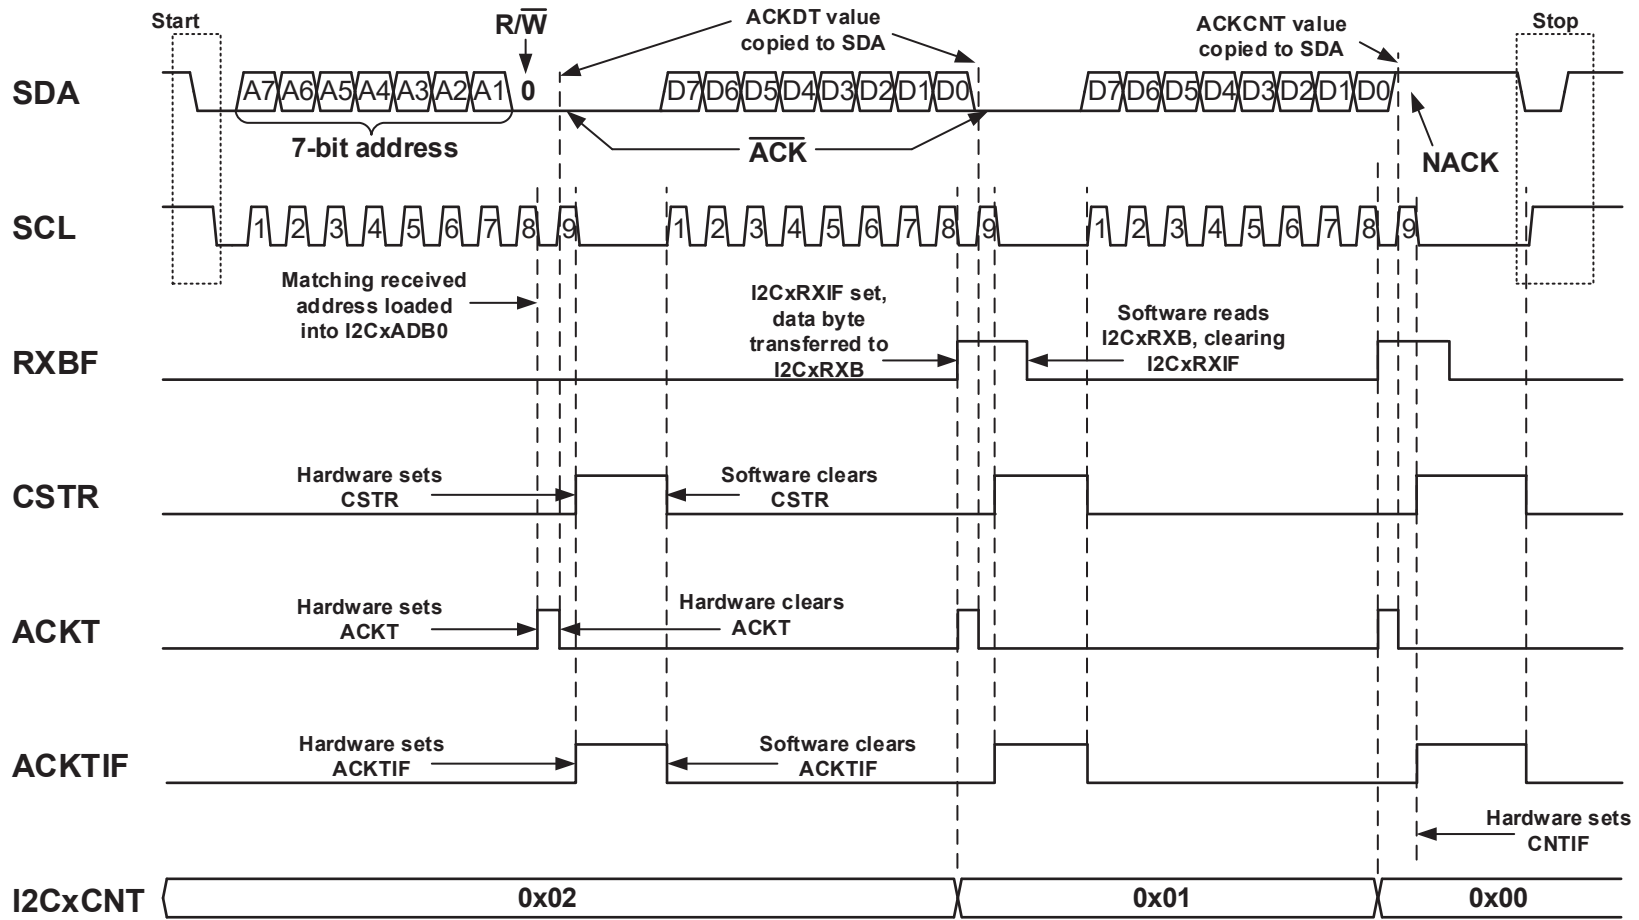 Start
R/W̅
ACKDT value
copied to SDA
ACKCNT value
copied to SDA
Stop
SDA
A7 A6 A5 A4 A3 A2 A1 0
D7 D6 D5 D4 D3 D2 D1 D0
D7 D6 D5 D4 D3 D2 D1 D0
7-bit address
A̅C̅K̅
NACK
SCL
1 2 3 4 5 6 7 8 9
1 2 3 4 5 6 7 8 9
1 2 3 4 5 6 7 8 9
Matching received
address loaded
into I2CxADB0
I2CxRXIF set,
data byte
transferred to
I2CxRXB
Software reads
I2CxRXB, clearing
I2CxRXIF
RXBF
Hardware sets
CSTR
Software clears
CSTR
CSTR
Hardware sets
ACKT
Hardware clears
ACKT
ACKT
Hardware sets
ACKTIF
Software clears
ACKTIF
ACKTIF
Hardware sets
CNTIF
I2CxCNT
0x02
0x01
0x00